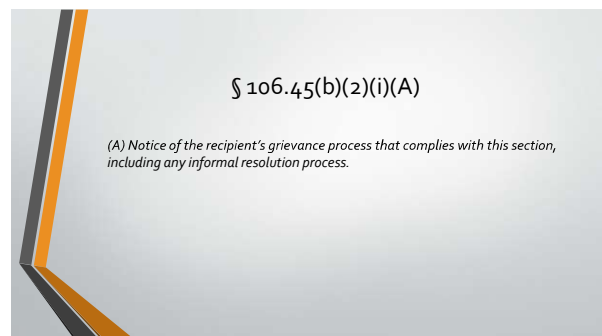 § 106.45(b)(2)(i)(A)
(A) Notice of the recipient's grievance process that complies with this section,
including any informal resolution process.